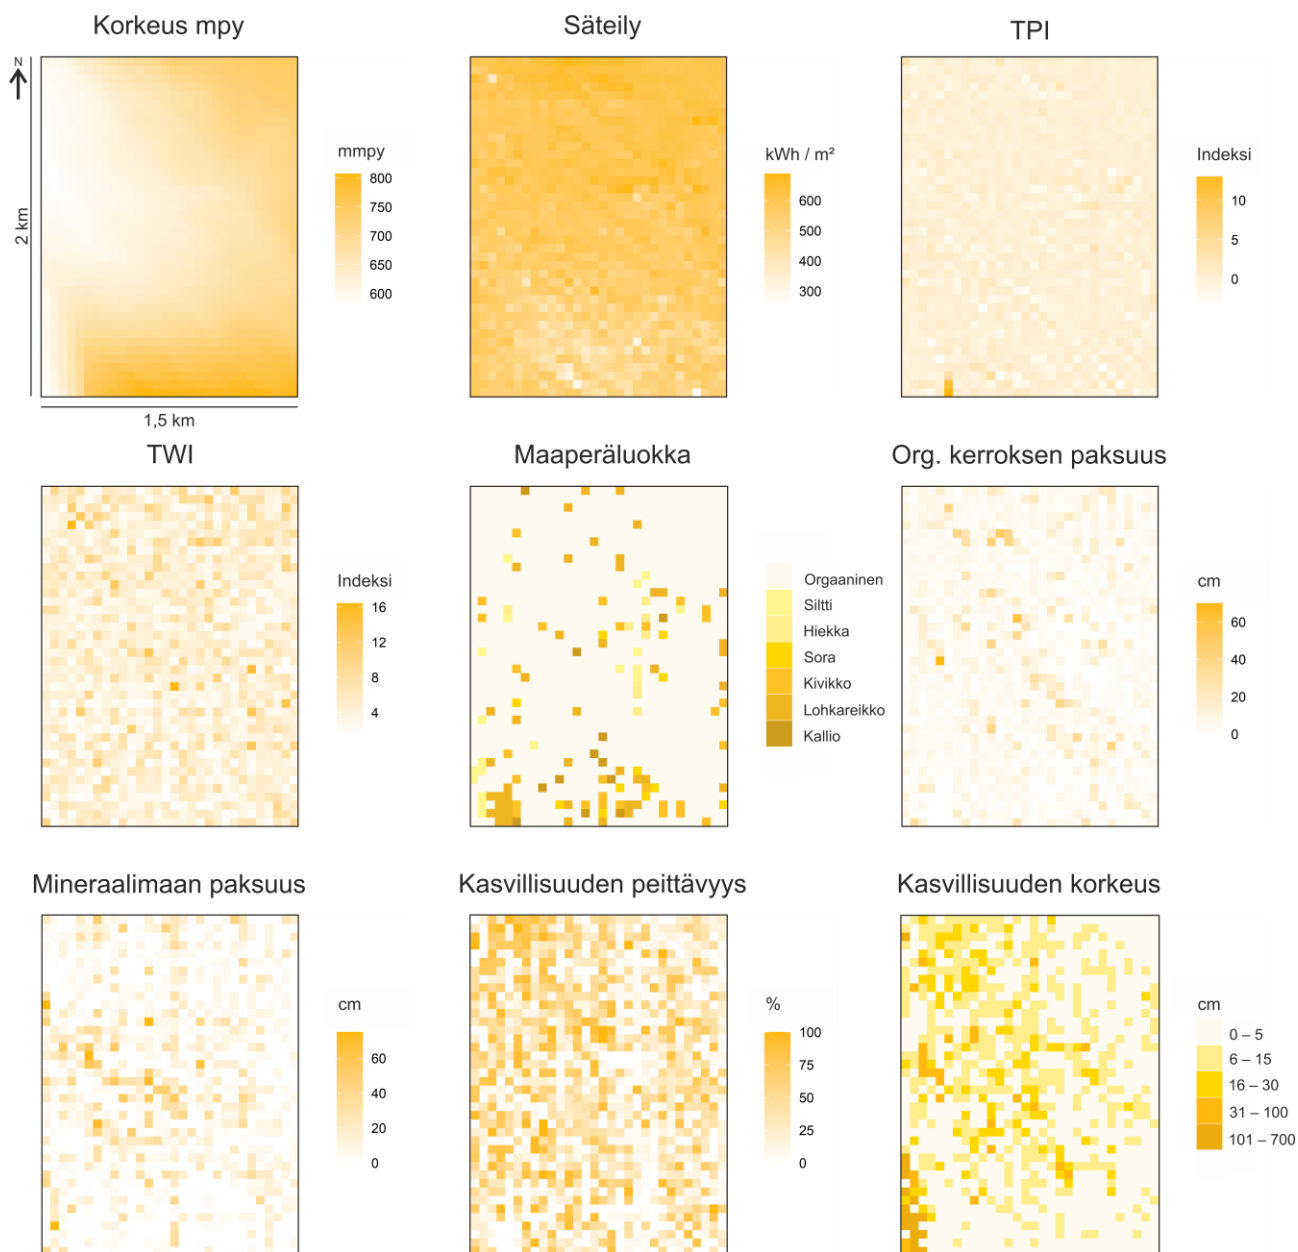 Korkeus mpy
Säteily
TPI
N
2 km
1,5 km
mmpy
800
750
700
650
600
kWh / m²
600
500
400
300
Indeksi
10
5
0
TWI
Maaperäluokka
Org. kerroksen paksuus
Indeksi
16
12
8
4
Orgaaninen
Siltti
Hiekka
Sora
Kivikko
Lohkareikko
Kallio
cm
60
40
20
0
Mineraalimaan paksuus
Kasvillisuuden peittävyys
Kasvillisuuden korkeus
cm
60
40
20
0
%
100
75
50
25
0
cm
0 – 5
6 – 15
16 – 30
31 – 100
101 – 700